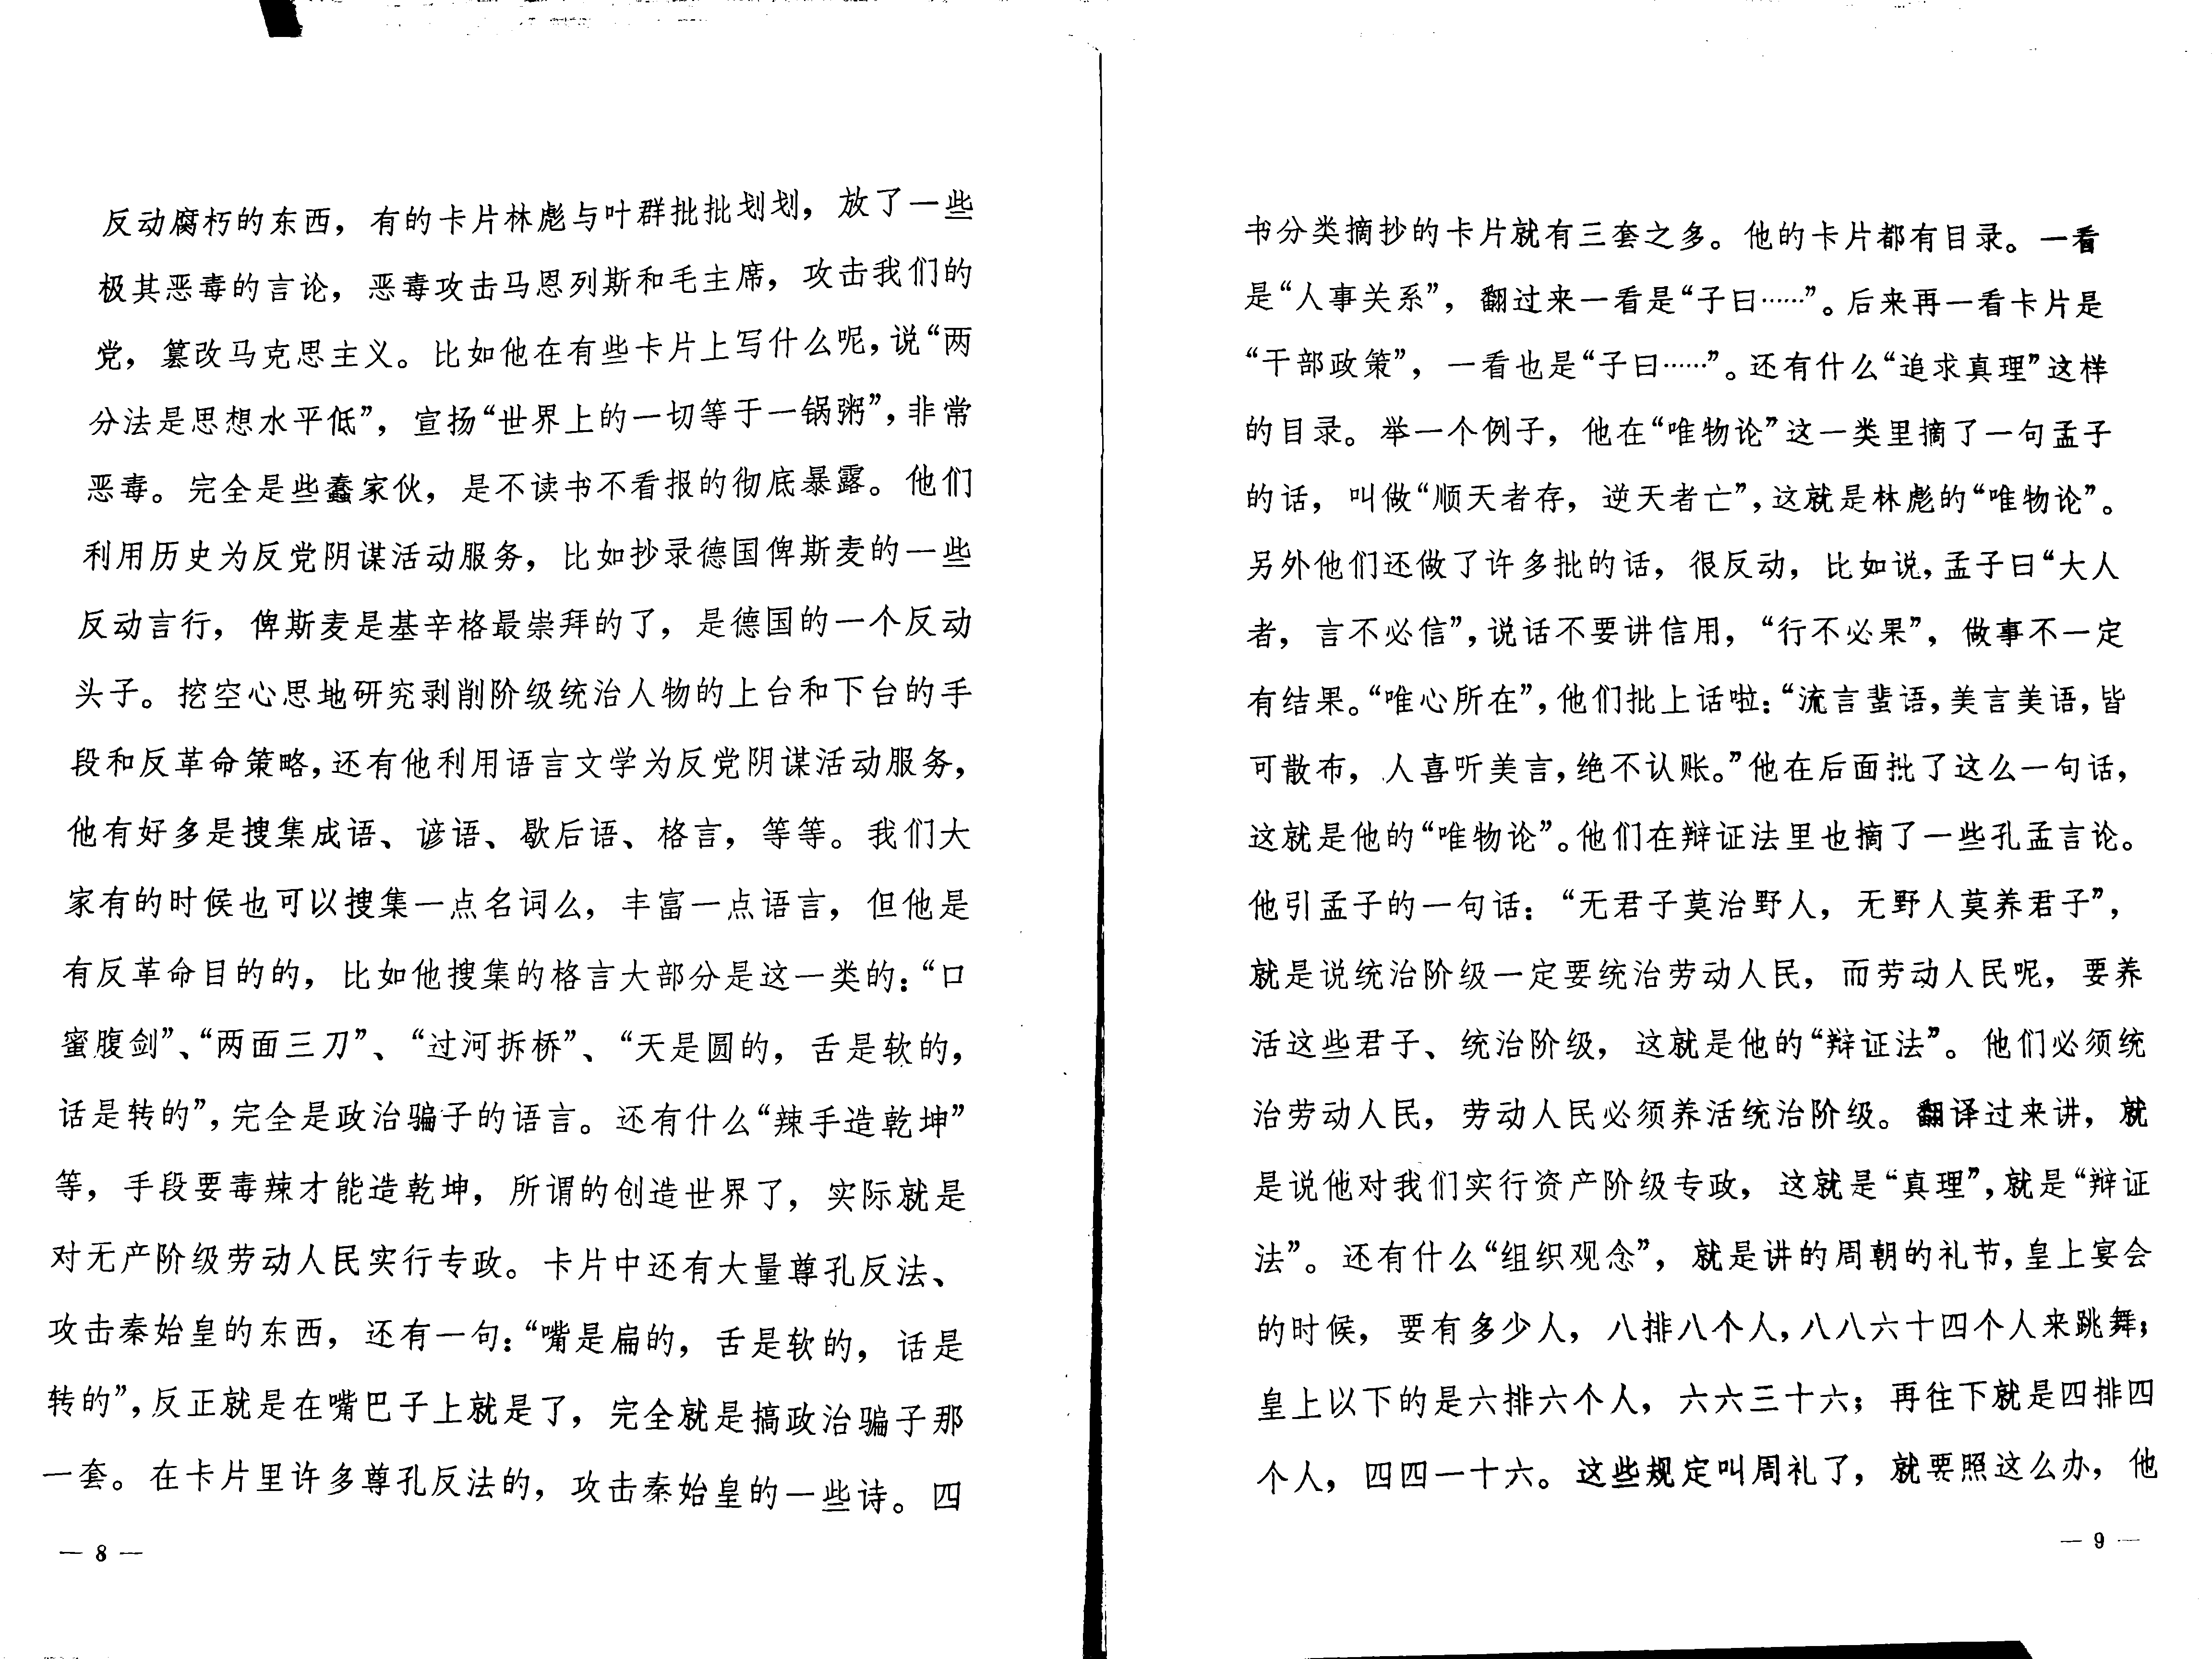 反动腐朽的东西，有的卡片林彪与叶群批批划划，放了一些
极其恶毒的言论，恶毒攻击马恩列斯和毛主席，攻击我们的
党，篡改马克思主义。比如他在有些卡片上写什么呢，说“两
分法是思想水平低”，宣扬“世界上的一切等于一锅粥”，非常
恶毒。完全是些蠢家伙，是不读书不看报的彻底暴露。他们
利用历史为反党阴谋活动服务，比如抄录德国俾斯麦的一些
反动言行，俾斯麦是基辛格最崇拜的了，是德国的一个反动
头子。挖空心思地研究剥削阶级统治人物的上台和下台的手
段和反革命策略，还有他利用语言文学为反党阴谋活动服务，
他有好多是搜集成语、谚语、歇后语、格言，等等。我们大
家有的时候也可以搜集一点名词么，丰富一点语言，但他是
有反革命目的的，比如他搜集的格言大部分是这一类的：“口
蜜腹剑”、“两面三刀”、“过河拆桥”、“天是圆的，舌是软的，
话是转的”，完全是政治骗子的语言。还有什么“辣手造乾坤”
等，手段要毒辣才能造乾坤，所谓的创造世界了，实际就是
对无产阶级劳动人民实行专政。卡片中还有大量尊孔反法、
攻击秦始皇的东西，还有一句：“嘴是扁的，舌是软的，话是
转的”，反正就是在嘴巴子上就是了，完全就是搞政治骗子那
一套。在卡片里许多尊孔反法的，攻击秦始皇的一些诗。四
— 8 —
书分类摘抄的卡片就有三套之多。他的卡片都有目录。一看
是“人事关系”，翻过来一看是“子曰……”。后来再一看卡片是
“干部政策”，一看也是“子曰……”。还有什么“追求真理”这样
的目录。举一个例子，他在“唯物论”这一类里摘了一句孟子
的话，叫做“顺天者存，逆天者亡”，这就是林彪的“唯物论”。
另外他们还做了许多批的话，很反动，比如说，孟子曰“大人
者，言不必信”，说话不要讲信用，“行不必果”，做事不一定
有结果。“唯心所在”，他们批上话啦：“流言蜚语，美言美语，皆
可散布，人喜听美言，绝不认账。”他在后面批了这么一句话，
这就是他的“唯物论”。他们在辩证法里也摘了一些孔孟言论。
他引孟子的一句话：“无君子莫治野人，无野人莫养君子”，
就是说统治阶级一定要统治劳动人民，而劳动人民呢，要养
活这些君子、统治阶级，这就是他的“辩证法”。他们必须统
治劳动人民，劳动人民必须养活统治阶级。翻译过来讲，就
是说他对我们实行资产阶级专政，这就是“真理”，就是“辩证
法”。还有什么“组织观念”，就是讲的周朝的礼节，皇上宴会
的时候，要有多少人，八排八个人，八八六十四个人来跳舞；
皇上以下的是六排六个人，六六三十六；再往下就是四排四
个人，四四一十六。这些规定叫周礼了，就要照这么办，他
— 9 —